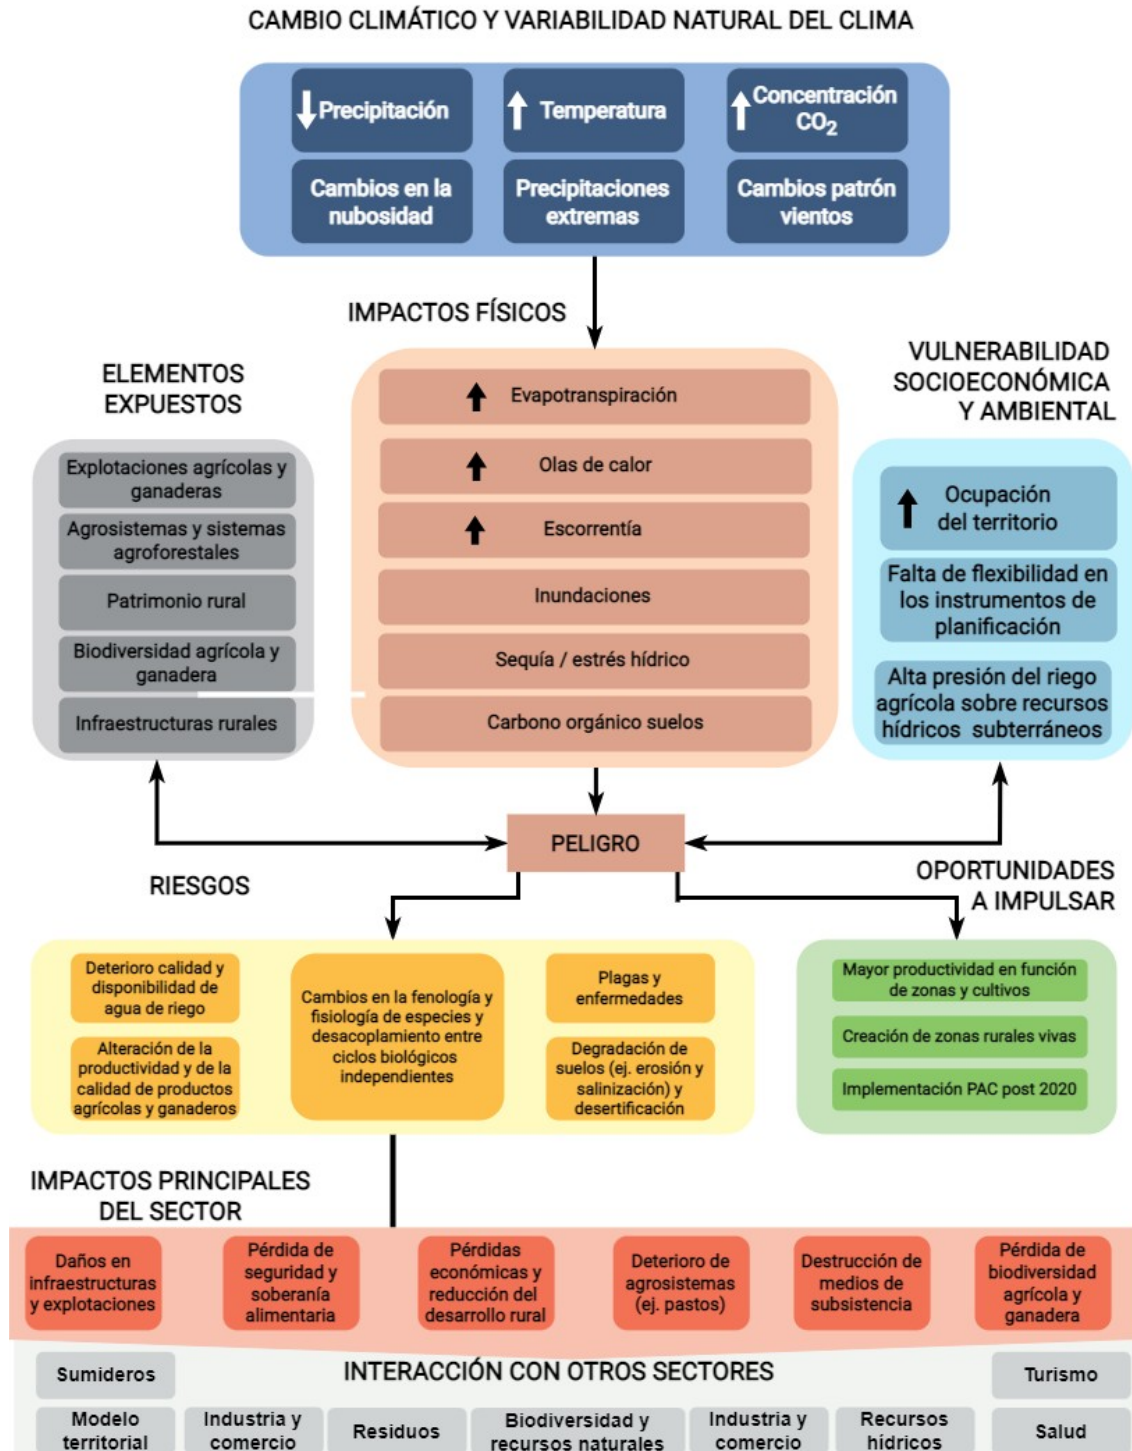 CAMBIO CLIMÁTICO Y VARIABILIDAD NATURAL DEL CLIMA
Precipitación
Temperatura
Concentración
CO₂
Cambios en la
nubosidad
Precipitaciones
extremas
Cambios patrón
vientos
IMPACTOS FÍSICOS
ELEMENTOS
EXPUESTOS
VULNERABILIDAD
SOCIOECONÓMICA
Y AMBIENTAL
Explotaciones agrícolas y
ganaderas
Agrosistemas y sistemas
agroforestales
Patrimonio rural
Biodiversidad agrícola y
ganadera
Infraestructuras rurales
Evapotranspiración
Olas de calor
Escorrentía
Inundaciones
Sequía / estrés hídrico
Carbono orgánico suelos
Ocupación
del territorio
Falta de flexibilidad en
los instrumentos de
planificación
Alta presión del riego
agrícola sobre recursos
hídricos subterráneos
PELIGRO
RIESGOS
OPORTUNIDADES
A IMPULSAR
Deterioro calidad y
disponibilidad de
agua de riego
Alteración de la
productividad y de la
calidad de productos
agrícolas y ganaderos
Cambios en la fenología y
fisiología de especies y
desacoplamiento entre
ciclos biológicos
independientes
Plagas y
enfermedades
Degradación de
suelos (ej. erosión y
salinización) y
desertificación
Mayor productividad en función
de zonas y cultivos
Creación de zonas rurales vivas
Implementación PAC post 2020
IMPACTOS PRINCIPALES
DEL SECTOR
Daños en
infraestructuras
y explotaciones
Pérdida de
seguridad y
soberanía
alimentaria
Pérdidas
económicas y
reducción del
desarrollo rural
Deterioro de
agrosistemas
(ej. pastos)
Destrucción de
medios de
subsistencia
Pérdida de
biodiversidad
agrícola y
ganadera
INTERACCIÓN CON OTROS SECTORES
Sumideros
Turismo
Modelo
territorial
Industria y
comercio
Residuos
Biodiversidad y
recursos naturales
Industria y
comercio
Recursos
hídricos
Salud